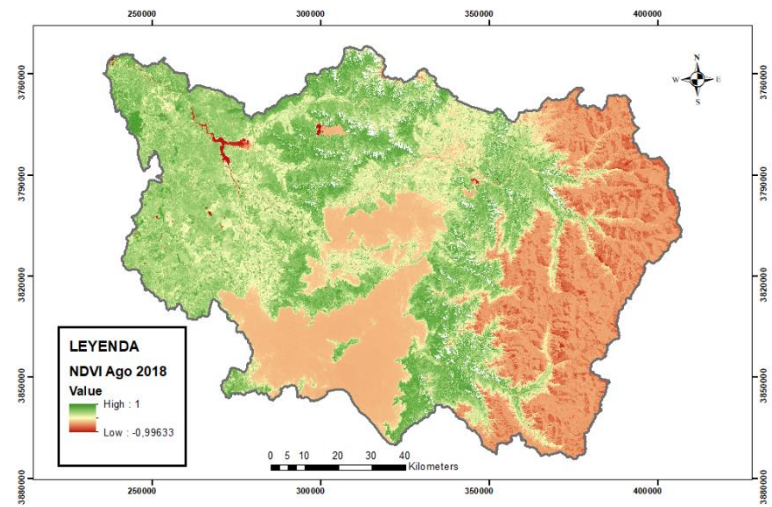 250000 300000 350000 400000
3760000 3760000
3790000 3790000
3820000 3820000
3850000 3850000
3880000 3880000
N
W E
S
LEYENDA
NDVI Ago 2018
Value
High : 1
Low : -0,99633
0 5 10 20 30 40
Kilometers
250000 300000 350000 400000